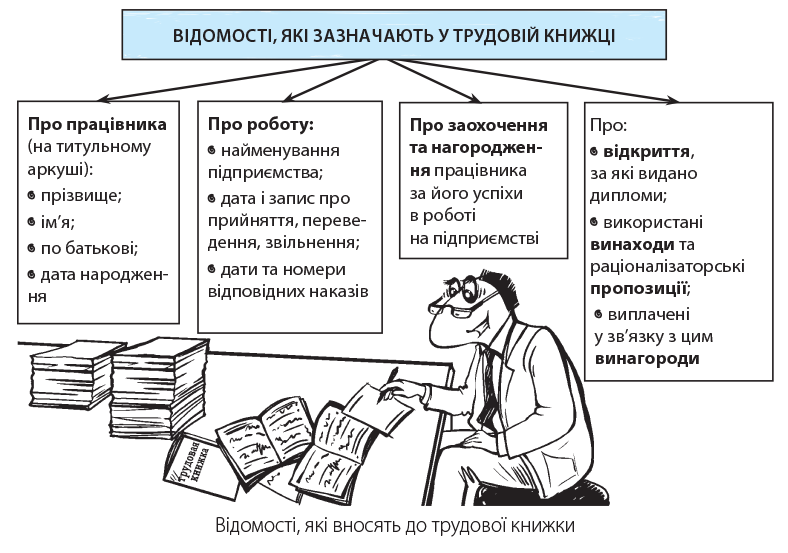 ВІДОМОСТІ, ЯКІ ЗАЗНАЧАЮТЬ У ТРУДОВІЙ КНИЖЦІ
Про працівника
(на титульному
аркуші):
прізвище;
ім’я;
по батькові;
дата народжен-
ня
Про роботу:
найменування
підприємства;
дата і запис про
прийняття, переве-
дення, звільнення;
дати та номери
відповідних наказів
Про заохочення
та нагороджен-
ня працівника
за його успіхи
в роботі
на підприємстві
Про:
відкриття,
за які видано
дипломи;
використані
винаходи та
раціоналізаторські
пропозиції;
виплачені
у зв’язку з цим
винагороди
трудовая
книжка
Відомості, які вносять до трудової книжки